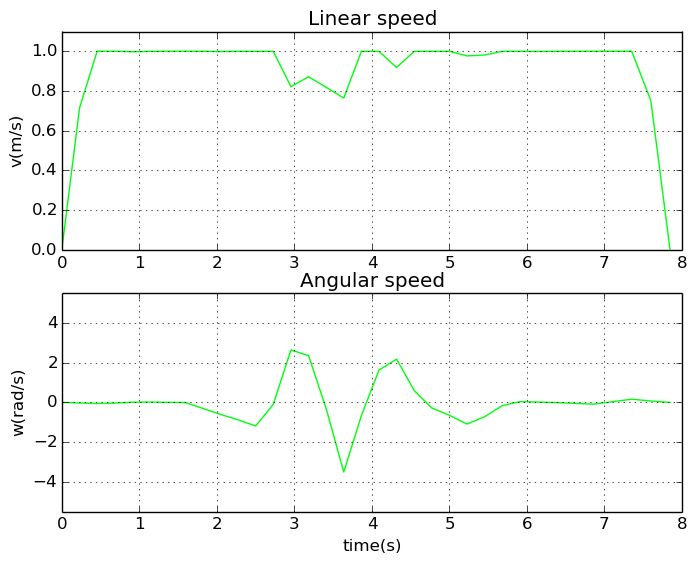 Linear speed
1.0
0.8
0.6
0.4
0.2
0.0
v(m/s)
0 1 2 3 4 5 6 7 8
Angular speed
4
2
0
−2
−4
w(rad/s)
0 1 2 3 4 5 6 7 8
time(s)